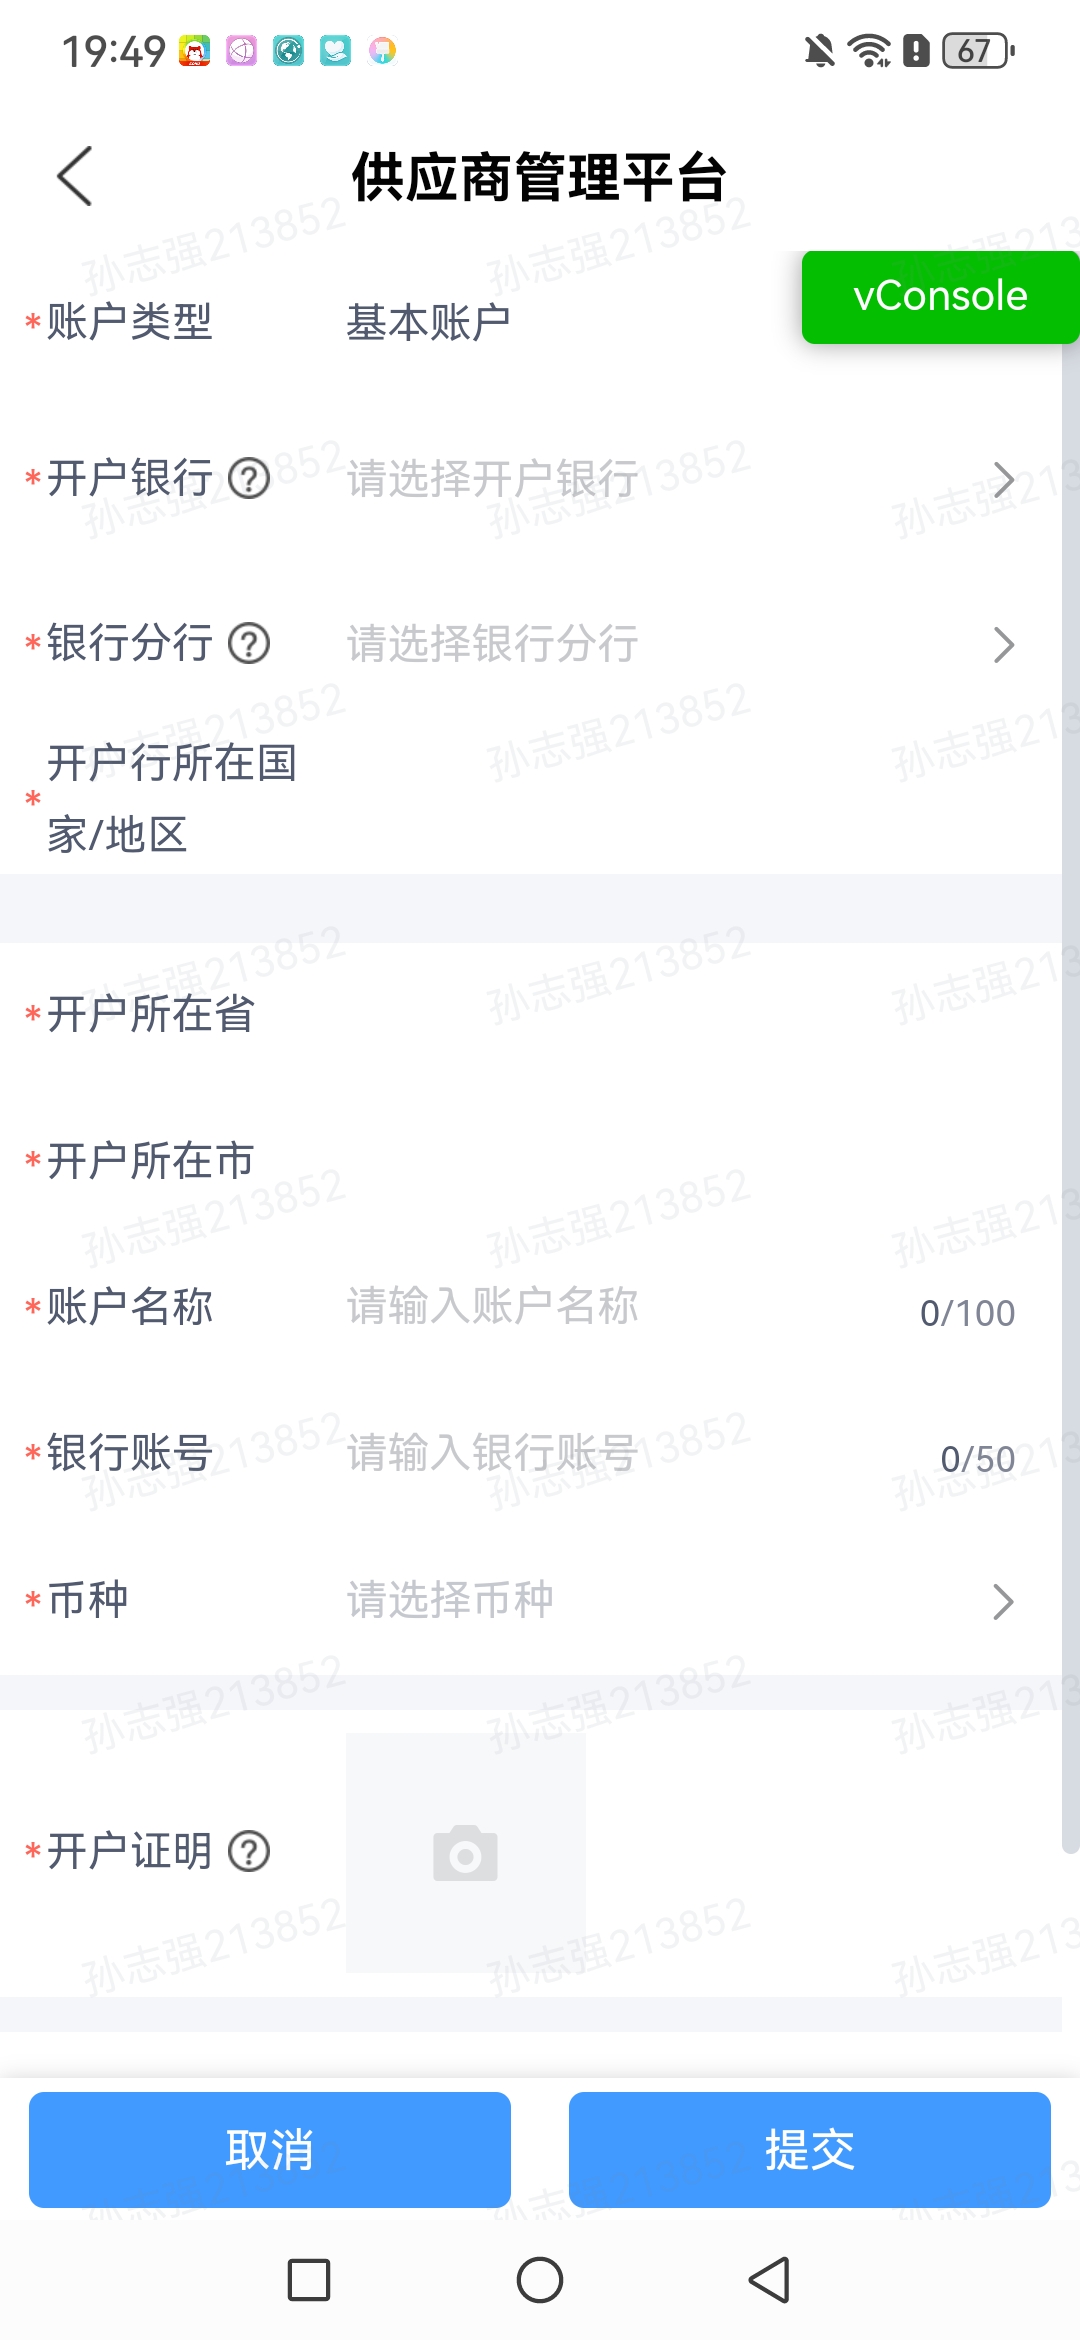 19:49
67
供应商管理平台
vConsole
*账户类型 基本账户
*开户银行 ? 请选择开户银行
*银行分行 ? 请选择银行分行
*开户行所在国
家/地区
*开户所在省
*开户所在市
*账户名称 请输入账户名称 0/100
*银行账号 请输入银行账号 0/50
*币种 请选择币种
*开户证明 ?
取消 提交
孙志强213852